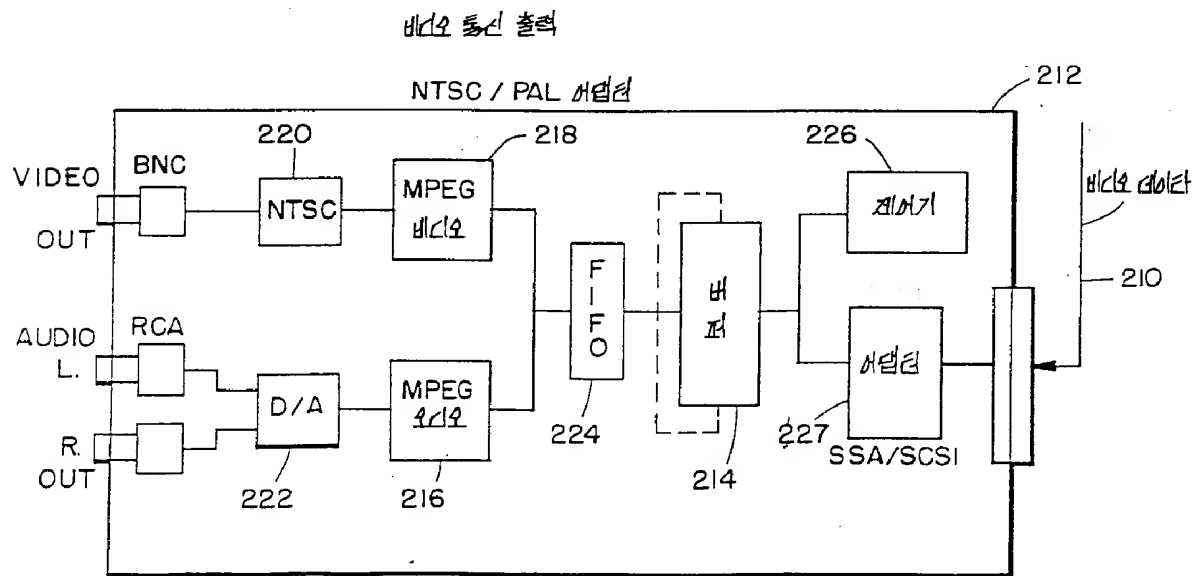 비디오 통신 출력
NTSC / PAL 어댑터
212
220
218
226
VIDEO
OUT
BNC
NTSC
MPEG
비디오
제어기
비디오 데이타
210
FIFO
버퍼
AUDIO
L.
RCA
R.
OUT
D/A
MPEG
오디오
어댑터
224
227
SSA/SCSI
222
216
214